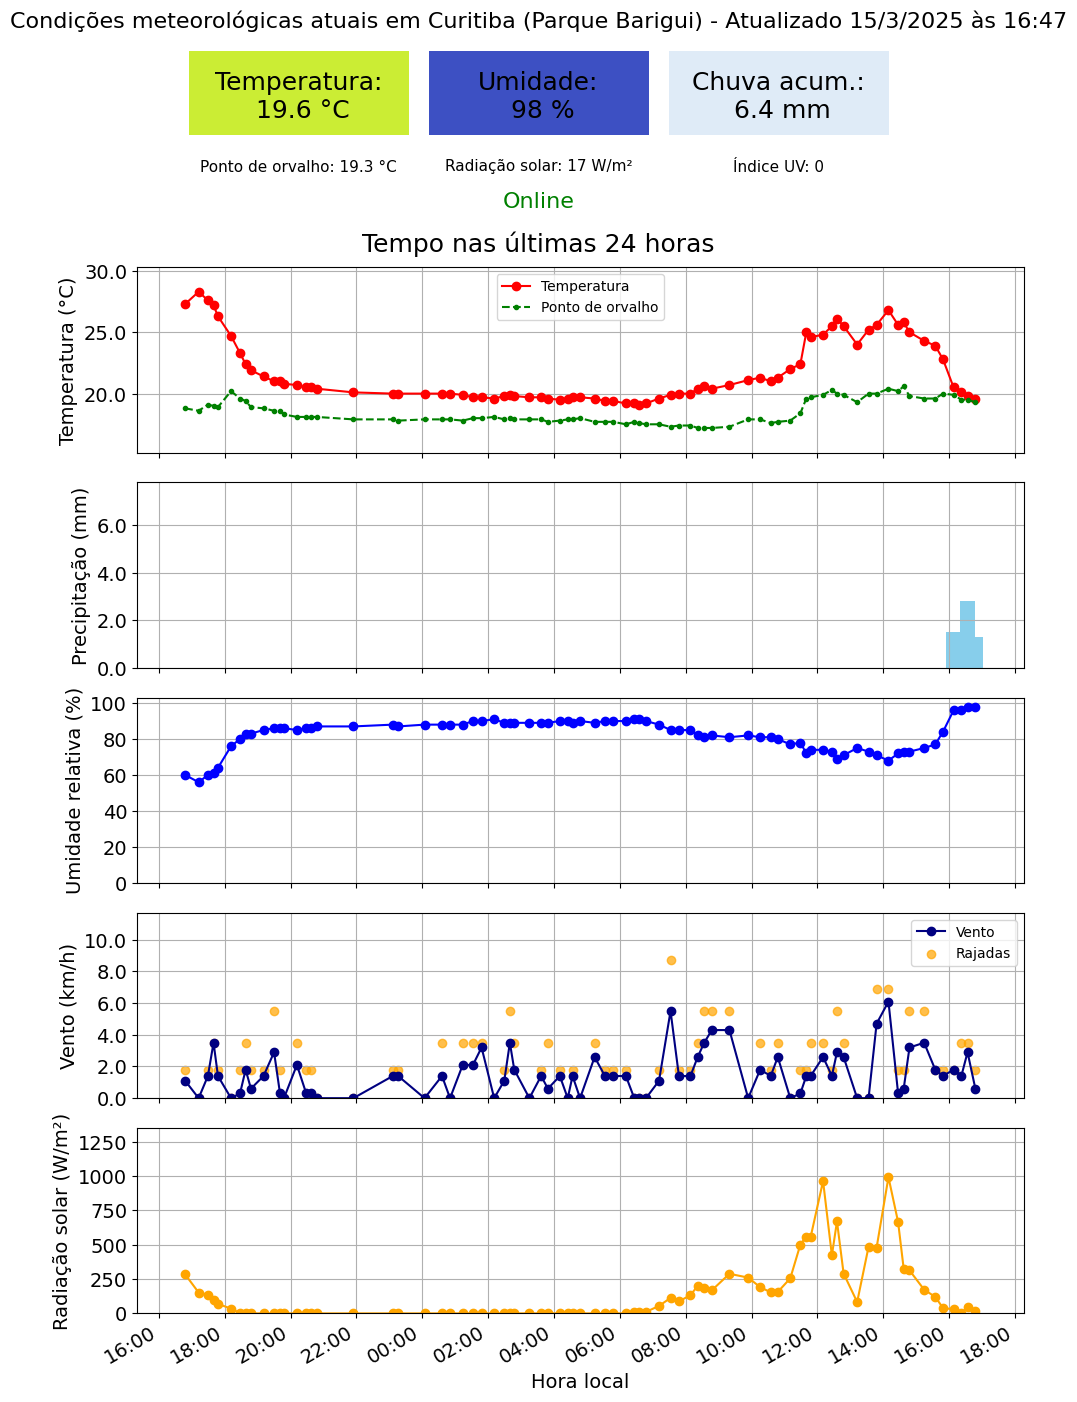 Condições meteorológicas atuais em Curitiba (Parque Barigui) - Atualizado 15/3/2025 às 16:47
Temperatura:
19.6 °C
Umidade:
98 %
Chuva acum.:
6.4 mm
Ponto de orvalho: 19.3 °C
Radiação solar: 17 W/m²
Índice UV: 0
Online
Tempo nas últimas 24 horas
Temperatura (°C)
30.0
25.0
20.0
Temperatura
Ponto de orvalho
Precipitação (mm)
6.0
4.0
2.0
0.0
Umidade relativa (%)
100
80
60
40
20
0
Vento (km/h)
10.0
8.0
6.0
4.0
2.0
0.0
Vento
Rajadas
Radiação solar (W/m²)
1250
1000
750
500
250
0
16:00
18:00
20:00
22:00
00:00
02:00
04:00
06:00
08:00
10:00
12:00
14:00
16:00
18:00
Hora local